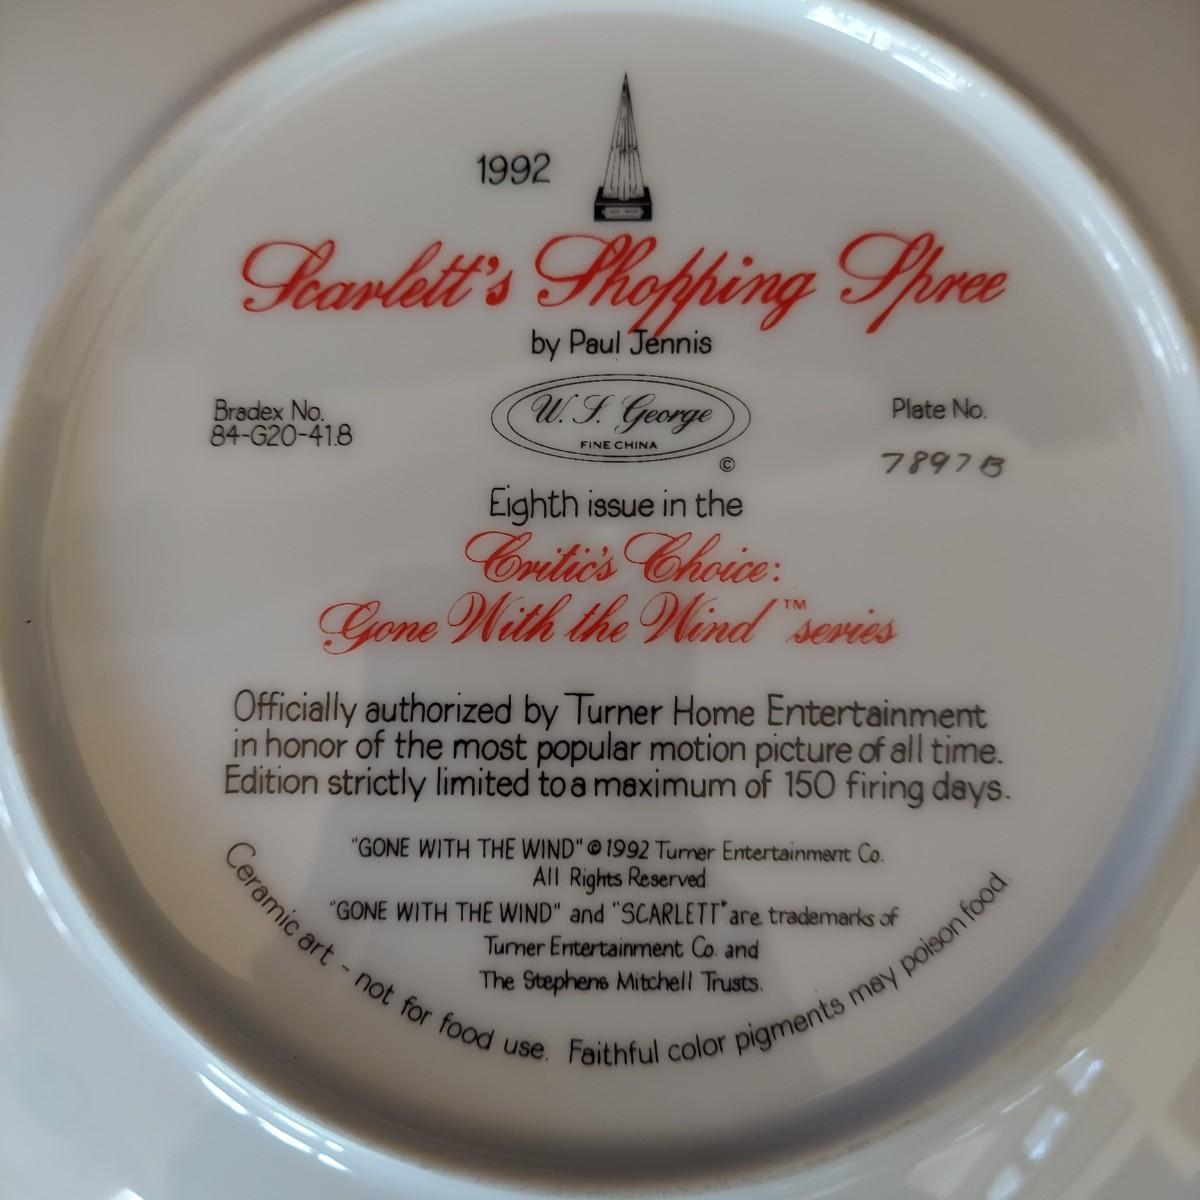 1992
Scarlett's Shopping Spree
by Paul Jennis
Bradex No.
84-G20-41.8
W. S. George
FINE CHINA
©
Plate No.
7897B
Eighth issue in the
Critic's Choice:
Gone With the Wind™ series
Officially authorized by Turner Home Entertainment
in honor of the most popular motion picture of all time.
Edition strictly limited to a maximum of 150 firing days.
"GONE WITH THE WIND" © 1992 Turner Entertainment Co.
All Rights Reserved
"GONE WITH THE WIND" and "SCARLETT" are trademarks of
Turner Entertainment Co. and
The Stephens Mitchell Trusts.
Ceramic art - not for food use. Faithful color pigments may poison food.